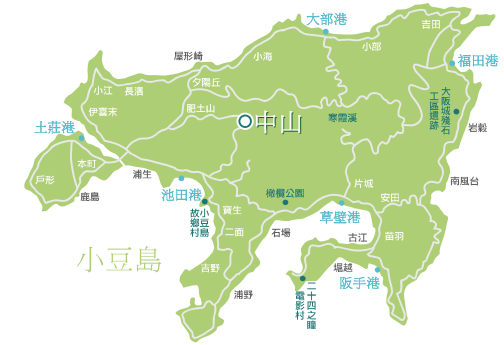 大部港
吉田
屋形崎
小海
小部
福田港
夕陽丘
小江
長濱
大阪城殘石
工區遺跡
肥土山
伊喜末
中山
寒霞溪
土莊港
岩穀
本町
戶形
浦生
片城
南風台
鹿島
池田港
橄欖公園
安田
小豆島
故鄉村
寶生
草壁港
二面
石場
古江
苗羽
小豆島
吉野
堀越
阪手港
浦野
二十四之瞳
電影村